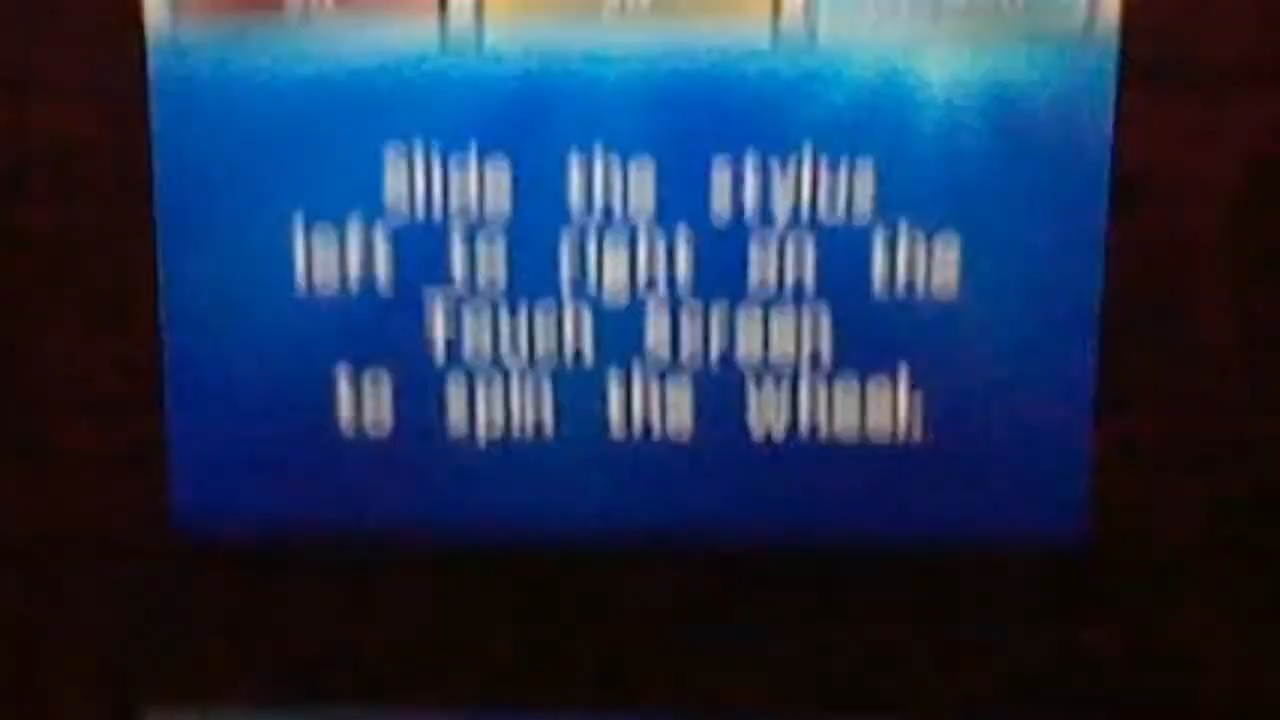 Slide the stylus
left to right on the
Touch Screen
to spin the wheel.